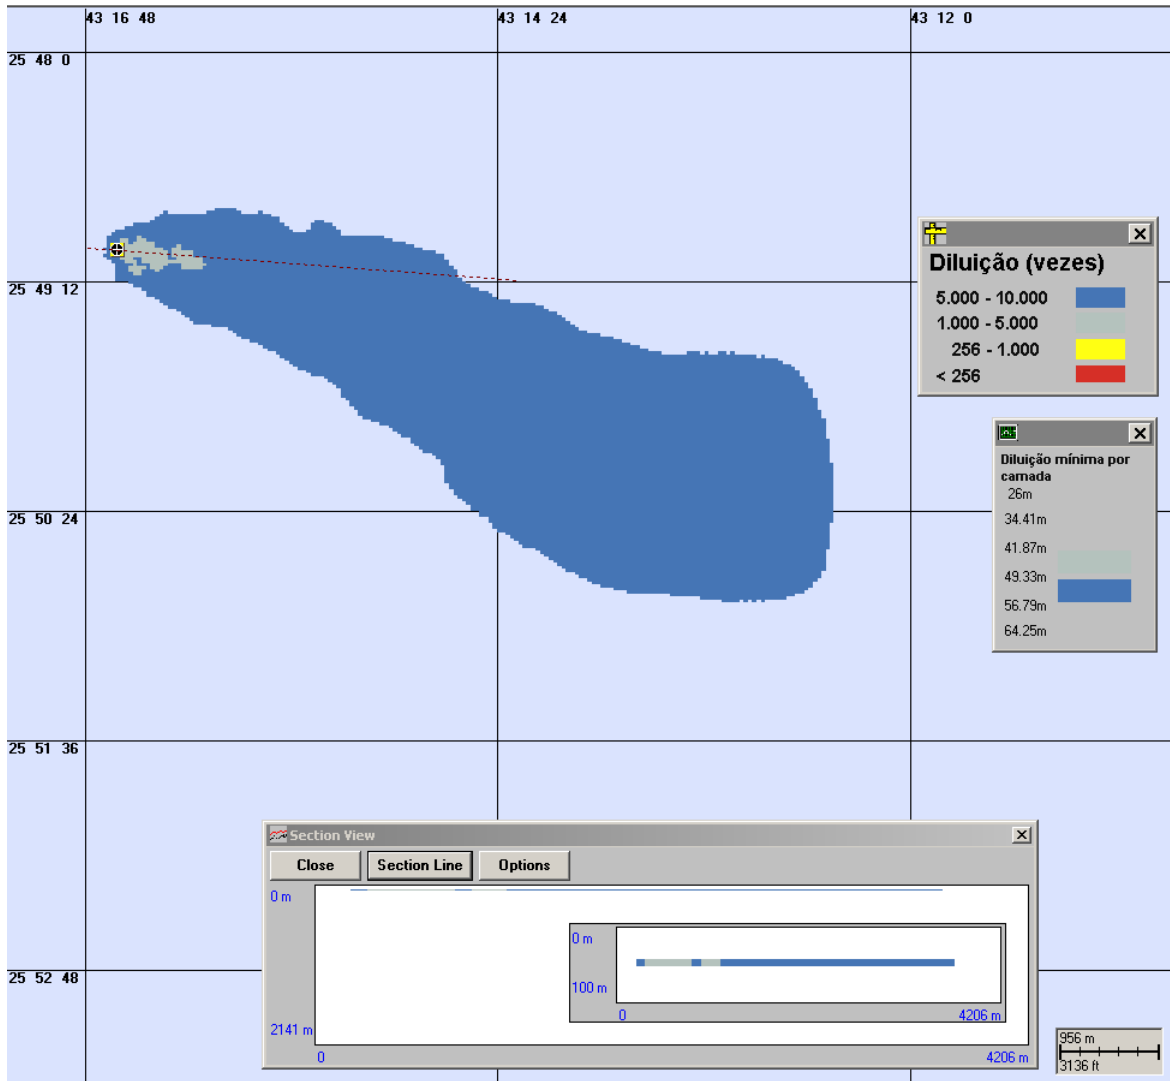 43 16 48
43 14 24
43 12 0
25 48 0
25 49 12
25 50 24
25 51 36
25 52 48
Diluição (vezes)
5.000 - 10.000
1.000 - 5.000
256 - 1.000
< 256
Diluição mínima por
camada
26m
34.41m
41.87m
49.33m
56.79m
64.25m
Section View
Close
Section Line
Options
0 m
2141 m
0
4206 m
0 m
100 m
0
4206 m
956 m
3136 ft